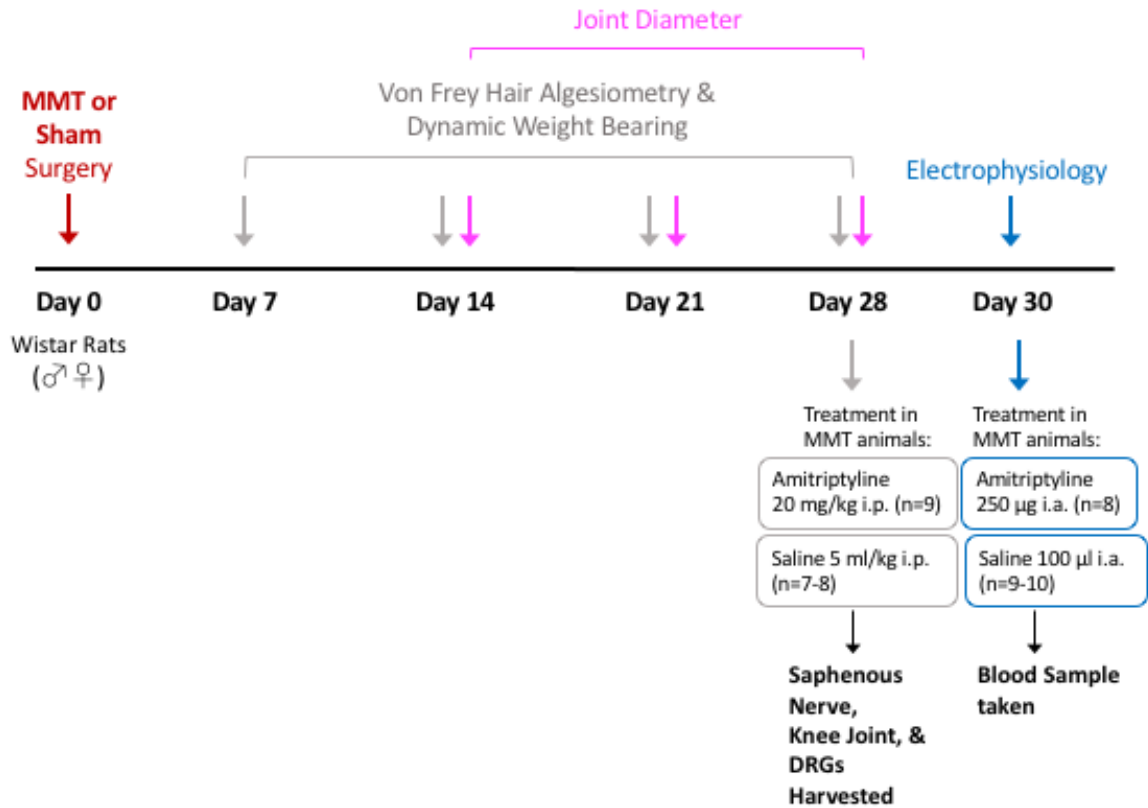 Joint Diameter
Von Frey Hair Algesiometry &
Dynamic Weight Bearing
MMT or
Sham
Surgery
Electrophysiology
Day 0
Day 7
Day 14
Day 21
Day 28
Day 30
Wistar Rats
(♂♀)
Treatment in
MMT animals:
Amitriptyline
20 mg/kg i.p. (n=9)
Saline 5 ml/kg i.p.
(n=7-8)
Saphenous
Nerve,
Knee Joint, &
DRGs
Harvested
Treatment in
MMT animals:
Amitriptyline
250 µg i.a. (n=8)
Saline 100 µl i.a.
(n=9-10)
Blood Sample
taken